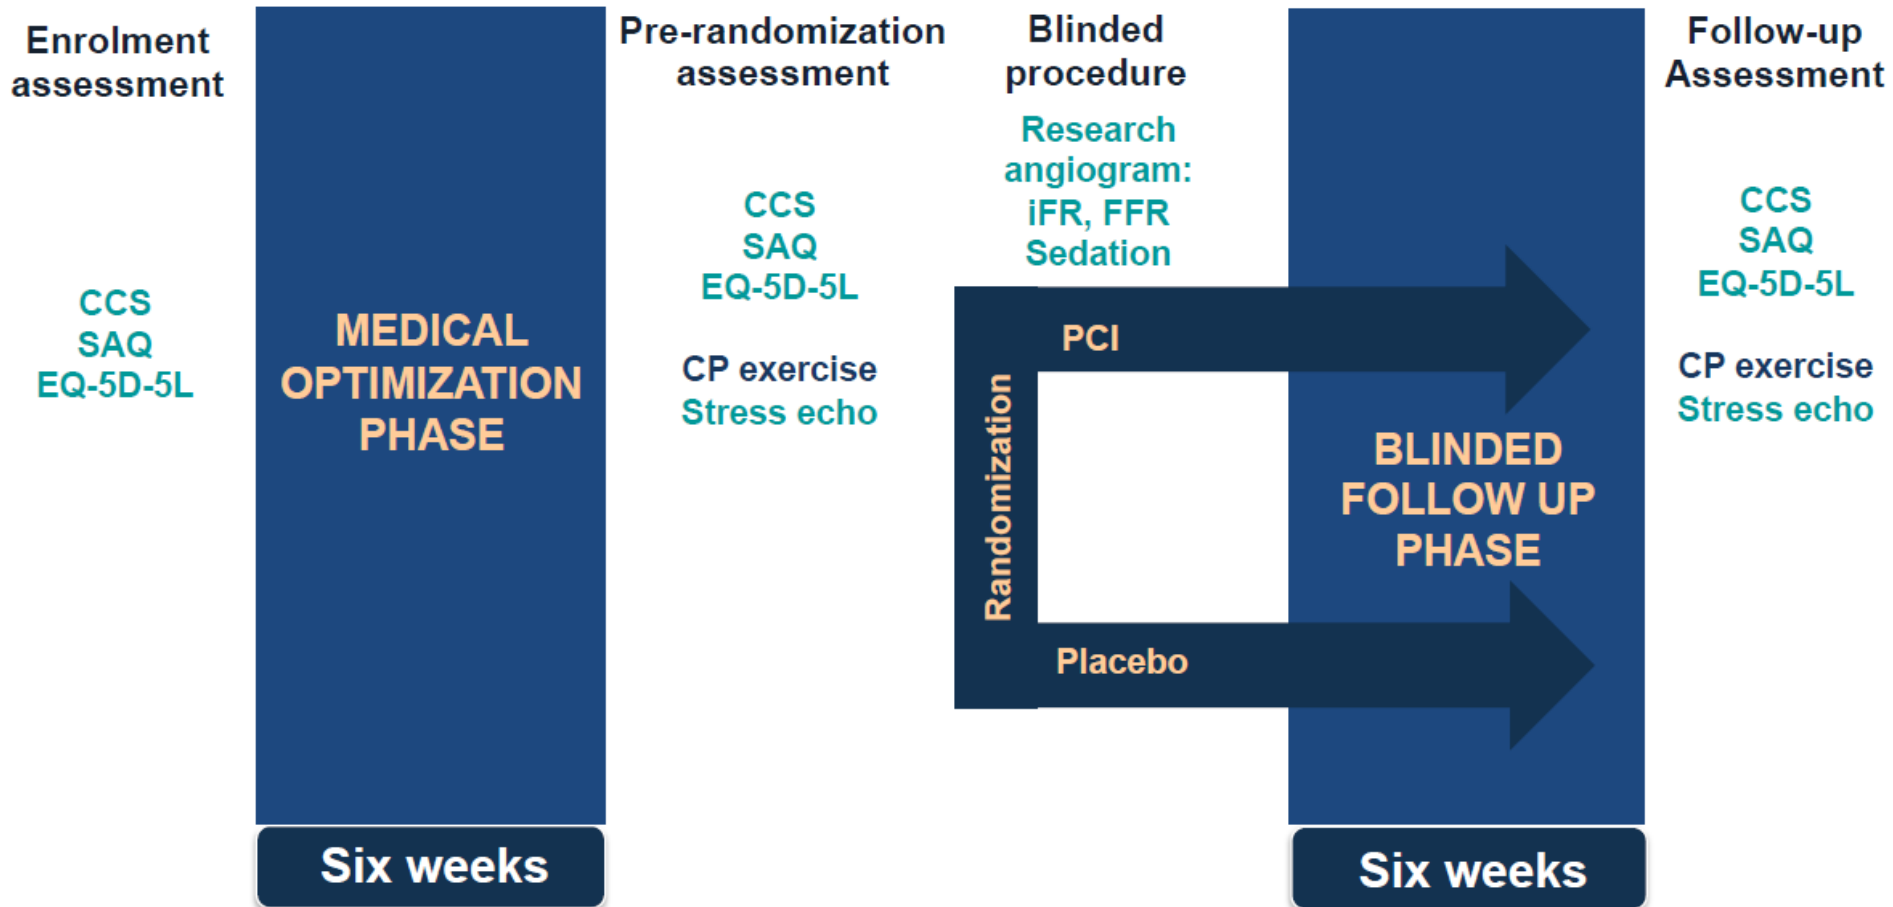 Enrolment
assessment
CCS
SAQ
EQ-5D-5L
MEDICAL
OPTIMIZATION
PHASE
Six weeks
Pre-randomization
assessment
CCS
SAQ
EQ-5D-5L
CP exercise
Stress echo
Blinded
procedure
Research
angiogram:
iFR, FFR
Sedation
Randomization
PCI
Placebo
BLINDED
FOLLOW UP
PHASE
Six weeks
Follow-up
Assessment
CCS
SAQ
EQ-5D-5L
CP exercise
Stress echo